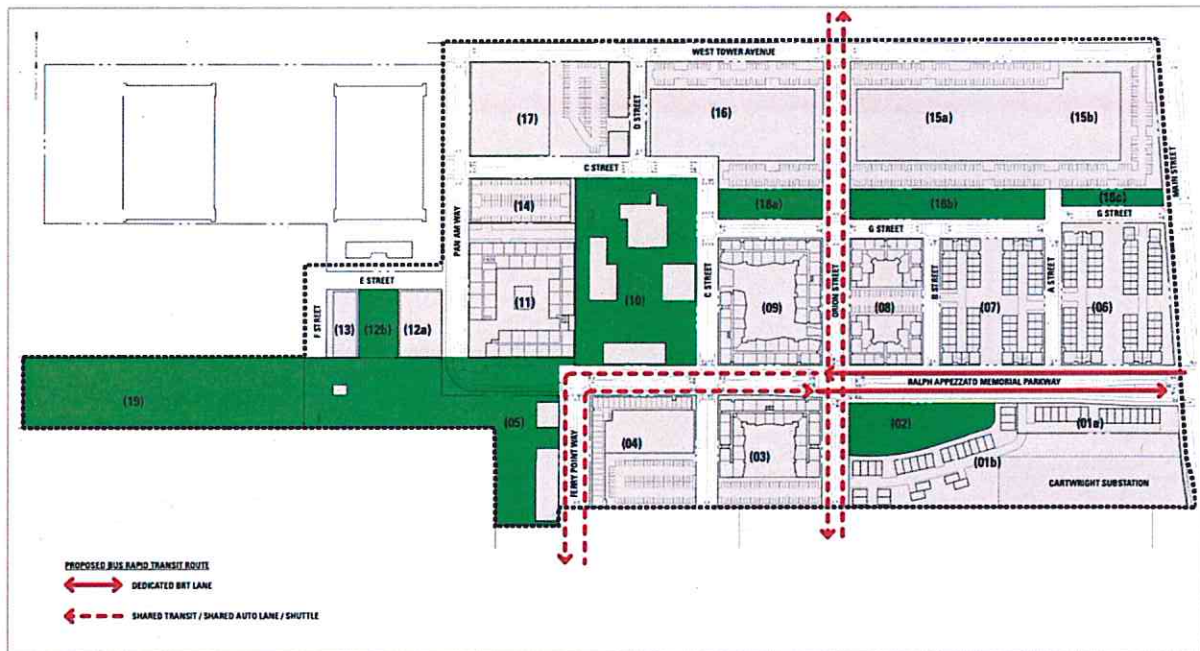 WEST TOWER AVENUE
(17)
D STREET
(16)
(15a)
(15b)
MAIN STREET
C STREET
(14)
(18a)
(18b)
G STREET
G STREET
PAN AM WAY
E STREET
F STREET
(13)
(12b)
(12a)
(11)
(10)
C STREET
(09)
ORION STREET
(08)
B STREET
(07)
A STREET
(06)
RALPH APPEZZATO MEMORIAL PARKWAY
(19)
(05)
FERRY POINT WAY
(04)
(03)
(02)
(01a)
(01b)
CARTWRIGHT SUBSTATION
PROPOSED BUS RAPID TRANSIT ROUTE
DEDICATED BRT LANE
SHARED TRANSIT / SHARED AUTO LANE / SHUTTLE